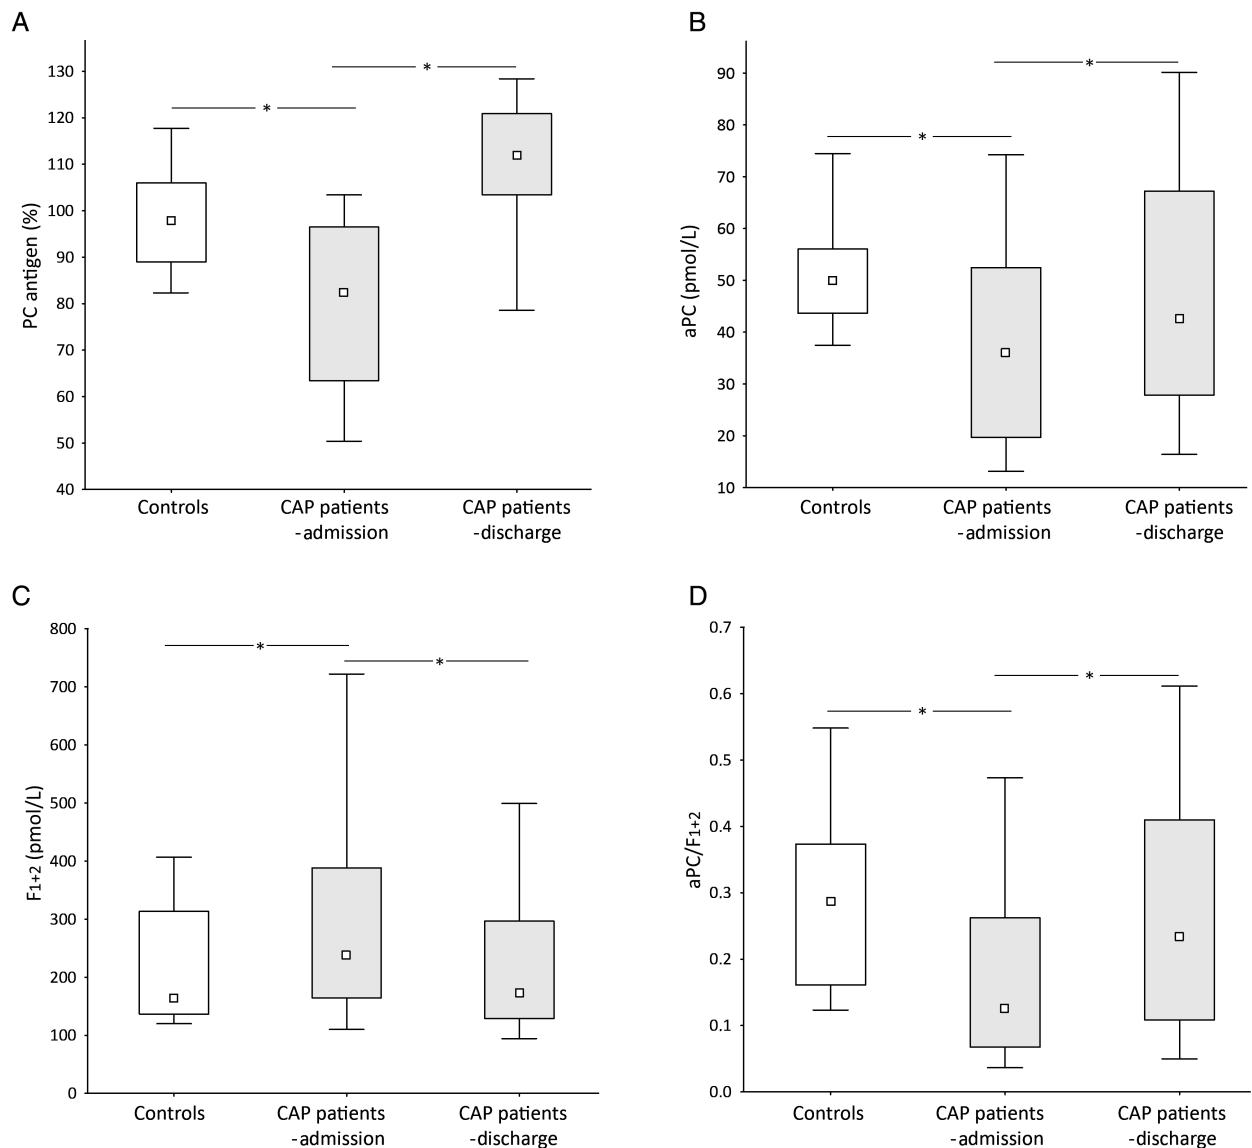 A
PC antigen (%)
130
120
110
100
90
80
70
60
50
40
*
*
Controls
CAP patients
-admission
CAP patients
-discharge
B
aPC (pmol/L)
90
80
70
60
50
40
30
20
10
*
*
Controls
CAP patients
-admission
CAP patients
-discharge
C
F1+2 (pmol/L)
800
700
600
500
400
300
200
100
0
*
*
Controls
CAP patients
-admission
CAP patients
-discharge
D
aPC/F1+2
0.7
0.6
0.5
0.4
0.3
0.2
0.1
0.0
*
*
Controls
CAP patients
-admission
CAP patients
-discharge